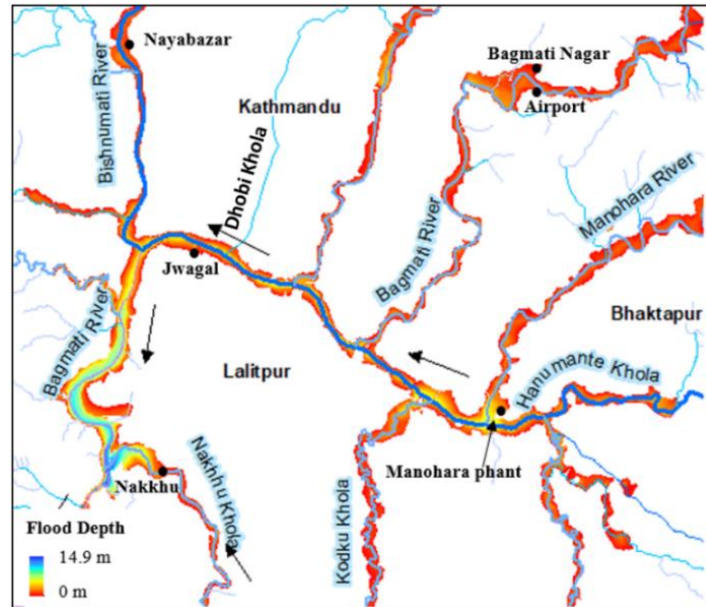 Nayabazar
Bagmati Nagar
Bishnumati River
Kathmandu
Airport
Dhobi Khola
Manohara River
Bagmati River
Jwagal
Bhaktapur
Bagmati River
Lalitpur
Hanumante Khola
Manohara phant
Nakkhu
Nakhhu Khola
Kodku Khola
Flood Depth
14.9 m
0 m